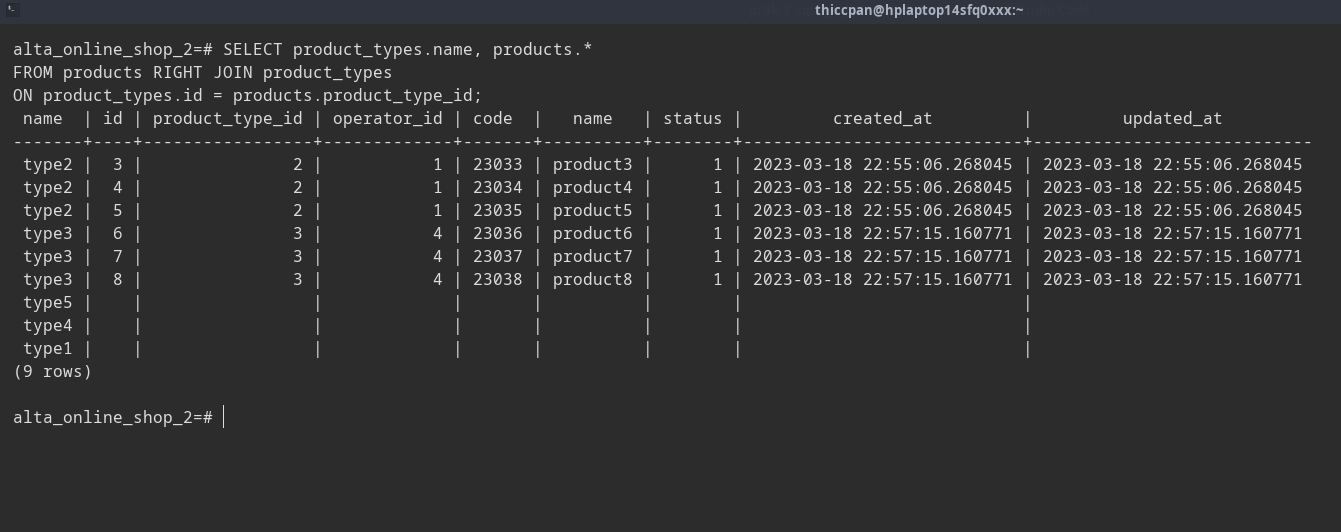 thiccpan@hplaptop14sfq0xxx:~
alta_online_shop_2=# SELECT product_types.name, products.*
FROM products RIGHT JOIN product_types
ON product_types.id = products.product_type_id;
 name  | id | product_type_id | operator_id | code  |   name   | status |         created_at         |         updated_at
-------+----+-----------------+-------------+-------+----------+--------+----------------------------+----------------------------
 type2 |  3 |               2 |           1 | 23033 | product3 |      1 | 2023-03-18 22:55:06.268045 | 2023-03-18 22:55:06.268045
 type2 |  4 |               2 |           1 | 23034 | product4 |      1 | 2023-03-18 22:55:06.268045 | 2023-03-18 22:55:06.268045
 type2 |  5 |               2 |           1 | 23035 | product5 |      1 | 2023-03-18 22:55:06.268045 | 2023-03-18 22:55:06.268045
 type3 |  6 |               3 |           4 | 23036 | product6 |      1 | 2023-03-18 22:57:15.160771 | 2023-03-18 22:57:15.160771
 type3 |  7 |               3 |           4 | 23037 | product7 |      1 | 2023-03-18 22:57:15.160771 | 2023-03-18 22:57:15.160771
 type3 |  8 |               3 |           4 | 23038 | product8 |      1 | 2023-03-18 22:57:15.160771 | 2023-03-18 22:57:15.160771
 type5 |    |                 |             |       |          |        |                            |
 type4 |    |                 |             |       |          |        |                            |
 type1 |    |                 |             |       |          |        |                            |
(9 rows)
alta_online_shop_2=#